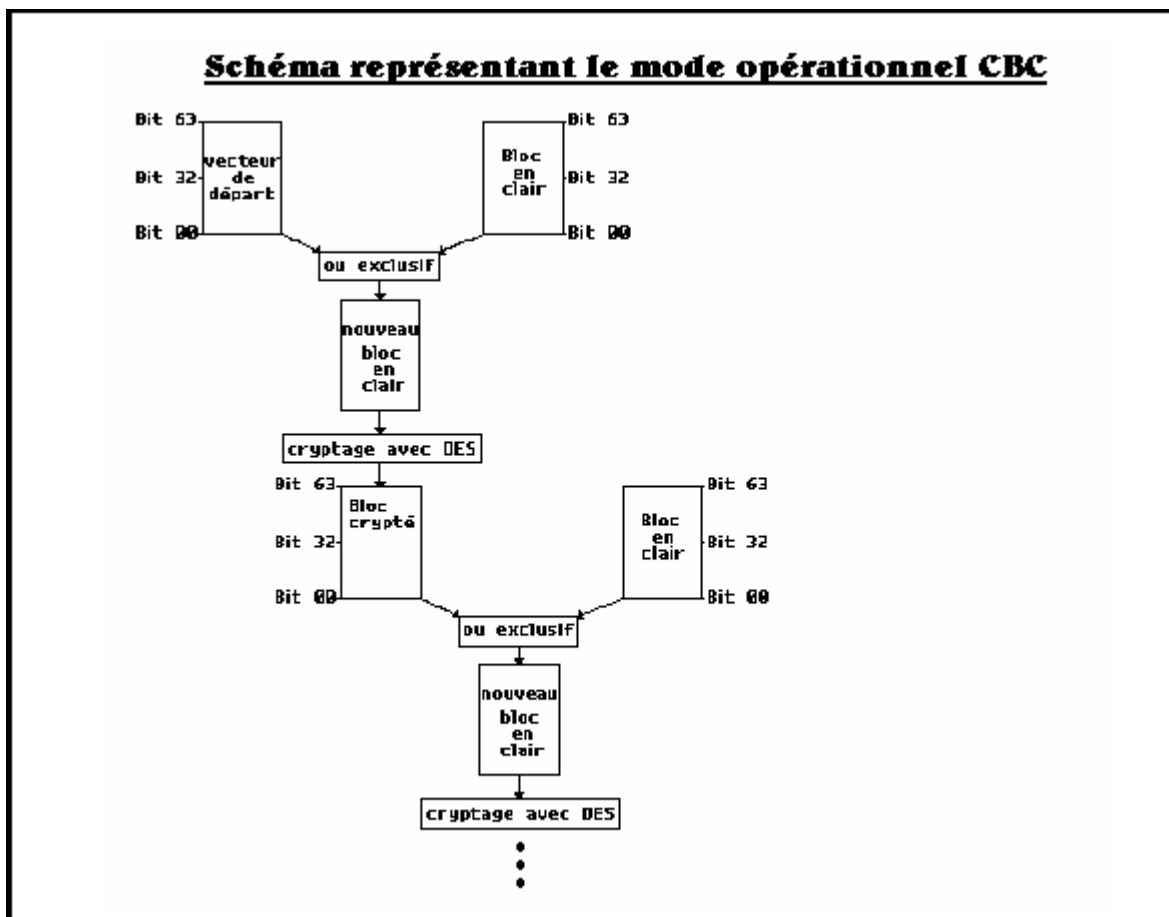 Schéma représentant le mode opérationnel CBC
Bit 63
Bit 63
vecteur
de
départ
Bloc
en
clair
Bit 32
Bit 32
Bit 00
Bit 00
ou exclusif
nouveau
bloc
en
clair
cryptage avec DES
Bit 63
Bit 63
Bloc
crypté
Bloc
en
clair
Bit 32
Bit 32
Bit 00
Bit 00
ou exclusif
nouveau
bloc
en
clair
cryptage avec DES